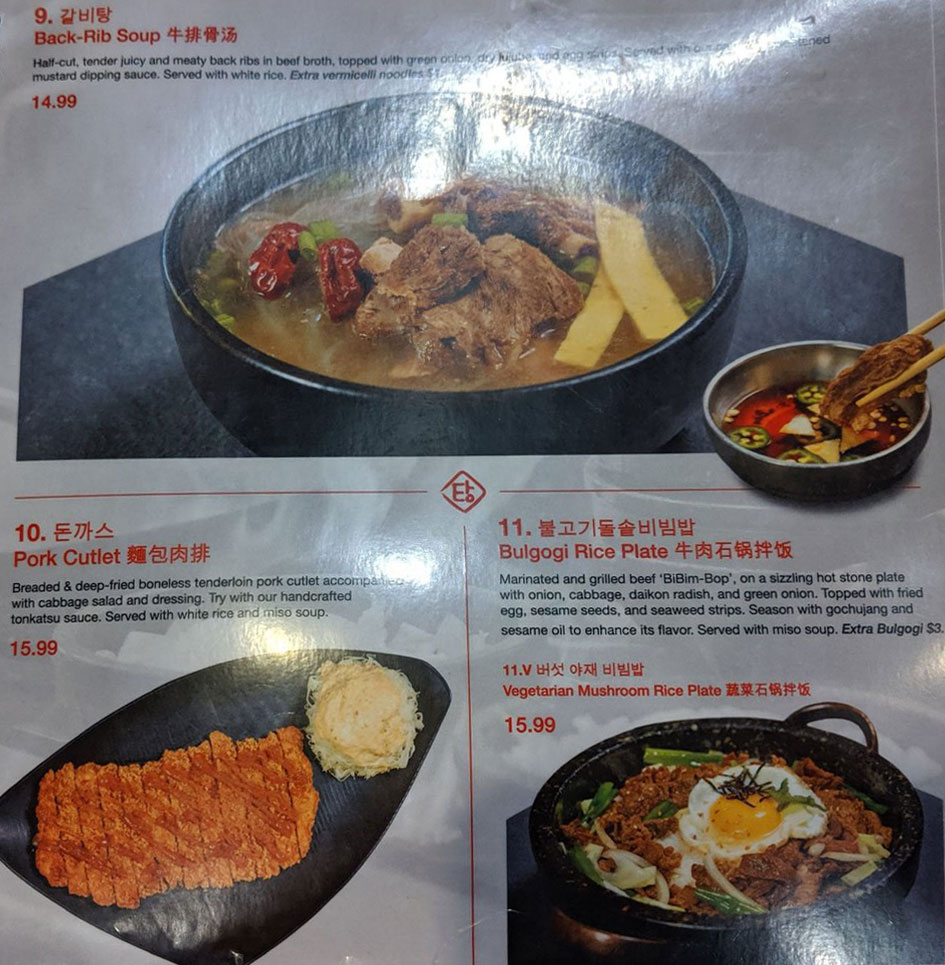 9. 갈비탕
Back-Rib Soup 牛排骨汤
Half-cut, tender juicy and meaty back ribs in beef broth, topped with green onion, dry jujube, and egg strips. Served with
mustard dipping sauce. Served with white rice. Extra vermicelli noodles
14.99
탕
10. 돈까스
Pork Cutlet 麵包肉排
Breaded & deep-fried boneless tenderloin pork cutlet accompanied
with cabbage salad and dressing. Try with our handcrafted
tonkatsu sauce. Served with white rice and miso soup.
15.99
11. 불고기돌솥비빔밥
Bulgogi Rice Plate 牛肉石锅拌饭
Marinated and grilled beef ‘BiBim-Bop’, on a sizzling hot stone plate
with onion, cabbage, daikon radish, and green onion. Topped with fried
egg, sesame seeds, and seaweed strips. Season with gochujang and
sesame oil to enhance its flavor. Served with miso soup. Extra Bulgogi $3.
11.V 버섯 야재 비빔밥
Vegetarian Mushroom Rice Plate 蔬菜石锅拌饭
15.99